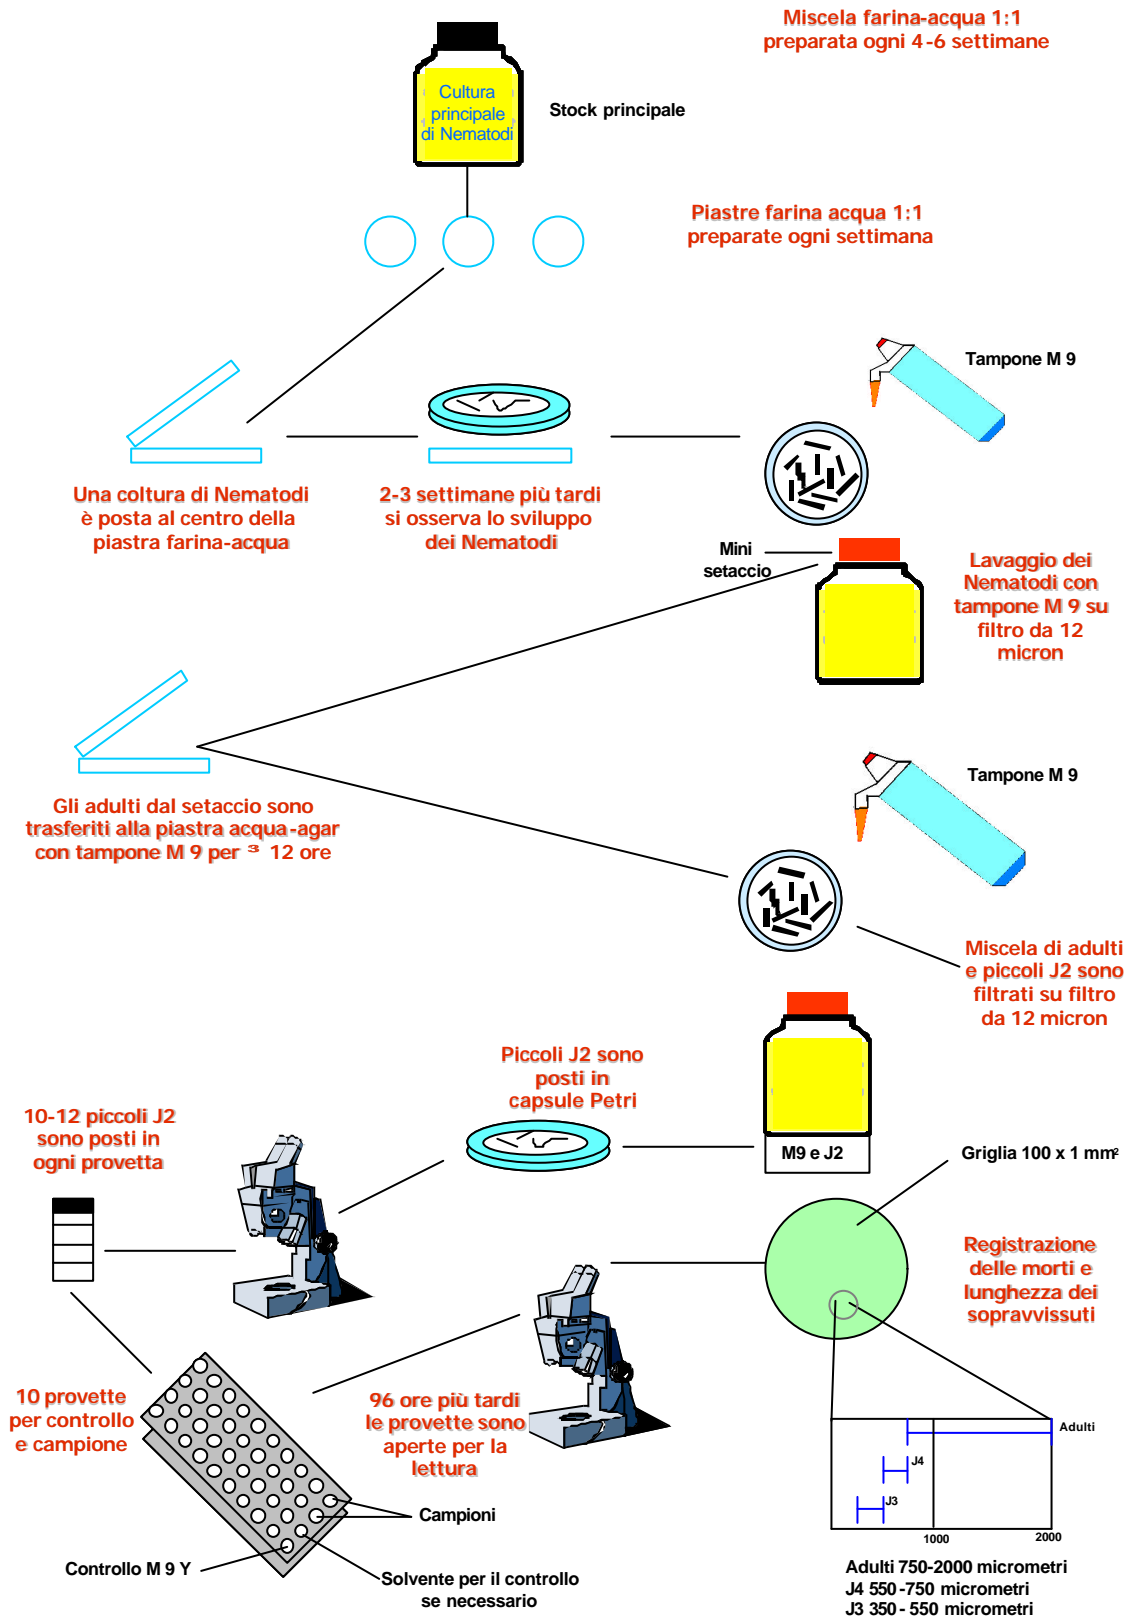 Miscela farina-acqua 1:1
preparata ogni 4-6 settimane
Cultura
principale
di Nematodi
Stock principale
Piastre farina acqua 1:1
preparate ogni settimana
Tampone M 9
Una coltura di Nematodi
è posta al centro della
piastra farina-acqua
2-3 settimane più tardi
si osserva lo sviluppo
dei Nematodi
Mini
setaccio
Lavaggio dei
Nematodi con
tampone M 9 su
filtro da 12
micron
Gli adulti dal setaccio sono
trasferiti alla piastra acqua-agar
con tampone M 9 per ³ 12 ore
Tampone M 9
Miscela di adulti
e piccoli J2 sono
filtrati su filtro
da 12 micron
Piccoli J2 sono
posti in
capsule Petri
M9 e J2
10-12 piccoli J2
sono posti in
ogni provetta
Griglia 100 x 1 mm²
Registrazione
delle morti e
lunghezza dei
sopravvissuti
10 provette
per controllo
e campione
96 ore più tardi
le provette sono
aperte per la
lettura
Campioni
Controllo M 9 Y
Solvente per il controllo
se necessario
Adulti
J4
J3
1000
2000
Adulti 750-2000 micrometri
J4 550-750 micrometri
J3 350-550 micrometri